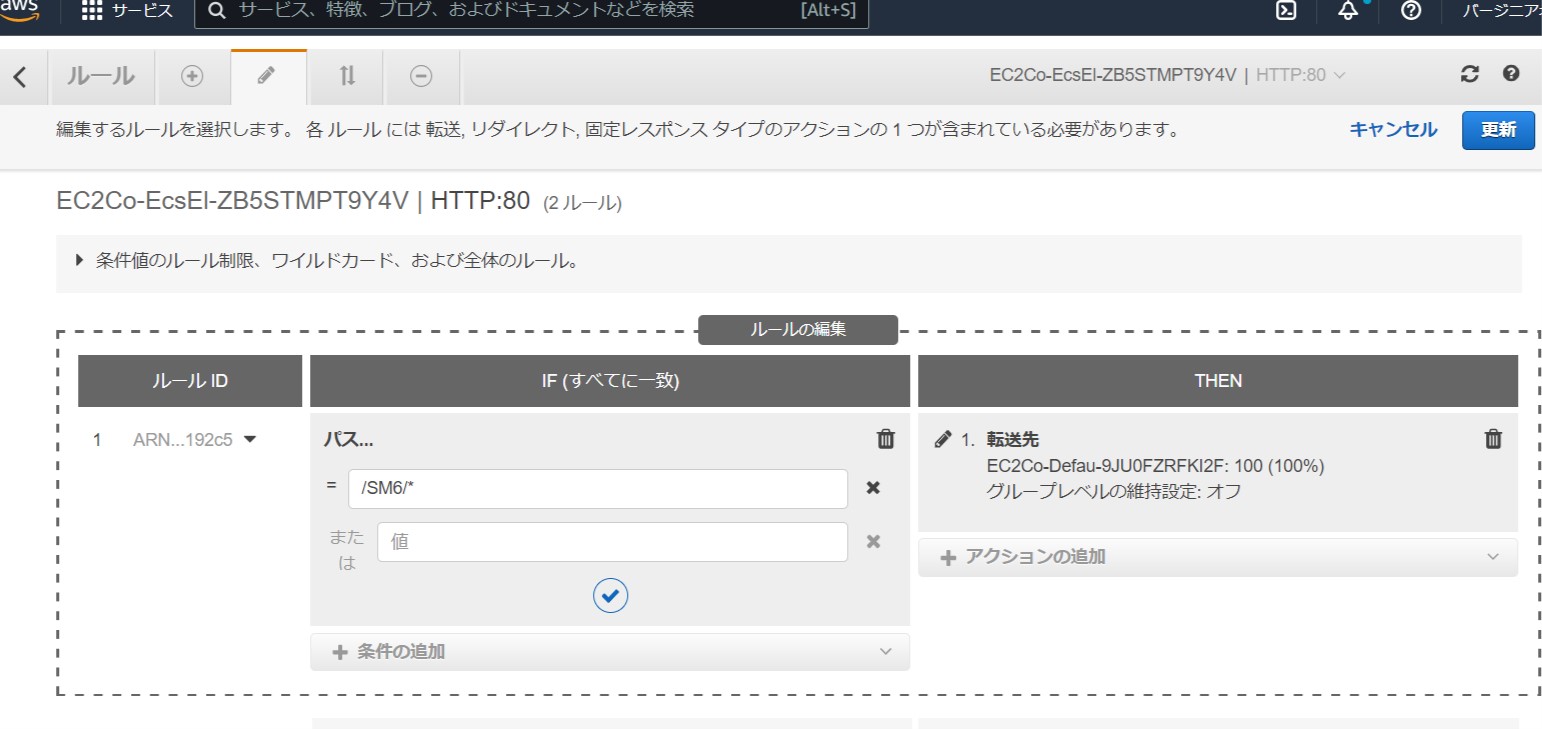 aws サービス サービス、特徴、ブログ、およびドキュメントなどを検索 [Alt+S]
ルール EC2Co-EcsEl-ZB5STMPT9Y4V | HTTP:80
編集するルールを選択します。 各 ルール には 転送, リダイレクト, 固定レスポンス タイプのアクションの 1 つが含まれている必要があります。 キャンセル 更新
EC2Co-EcsEl-ZB5STMPT9Y4V | HTTP:80 (2 ルール)
条件値のルール制限、ワイルドカード、および全体のルール。
ルールの編集
ルール ID IF (すべてに一致) THEN
1 ARN...192c5 パス... 1. 転送先
EC2Co-Defau-9JU0FZRFKI2F: 100 (100%)
= /SM6/* グループレベルの維持設定: オフ
または 値
アクションの追加
条件の追加